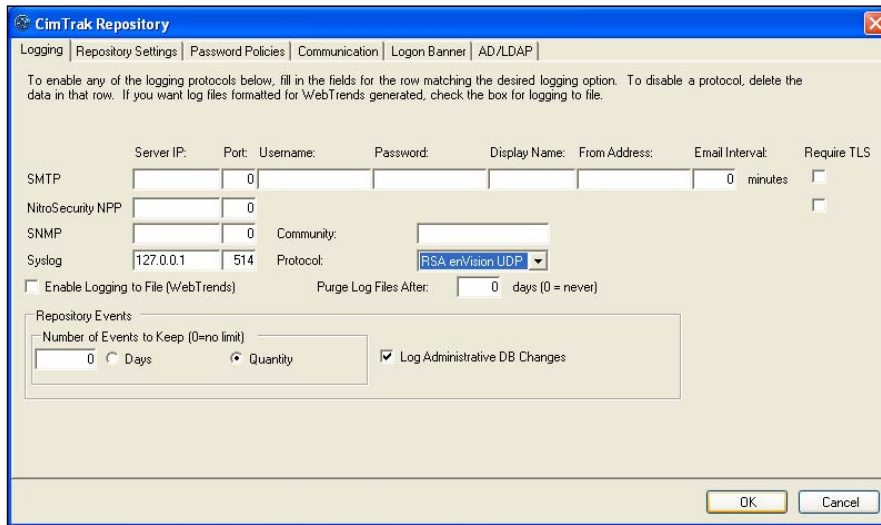 CimTrak Repository
Logging Repository Settings Password Policies Communication Logon Banner AD/LDAP
To enable any of the logging protocols below, fill in the fields for the row matching the desired logging option. To disable a protocol, delete the
data in that row. If you want log files formatted for WebTrends generated, check the box for logging to file.
Server IP: Port: Username: Password: Display Name: From Address: Email Interval: Require TLS
SMTP 0 0 minutes
NitroSecurity NPP 0
SNMP 0 Community:
Syslog 127.0.0.1 514 Protocol: RSA enVision UDP
Enable Logging to File (WebTrends) Purge Log Files After: 0 days (0 = never)
Repository Events
Number of Events to Keep (0=no limit)
0 Days Quantity Log Administrative DB Changes
OK Cancel